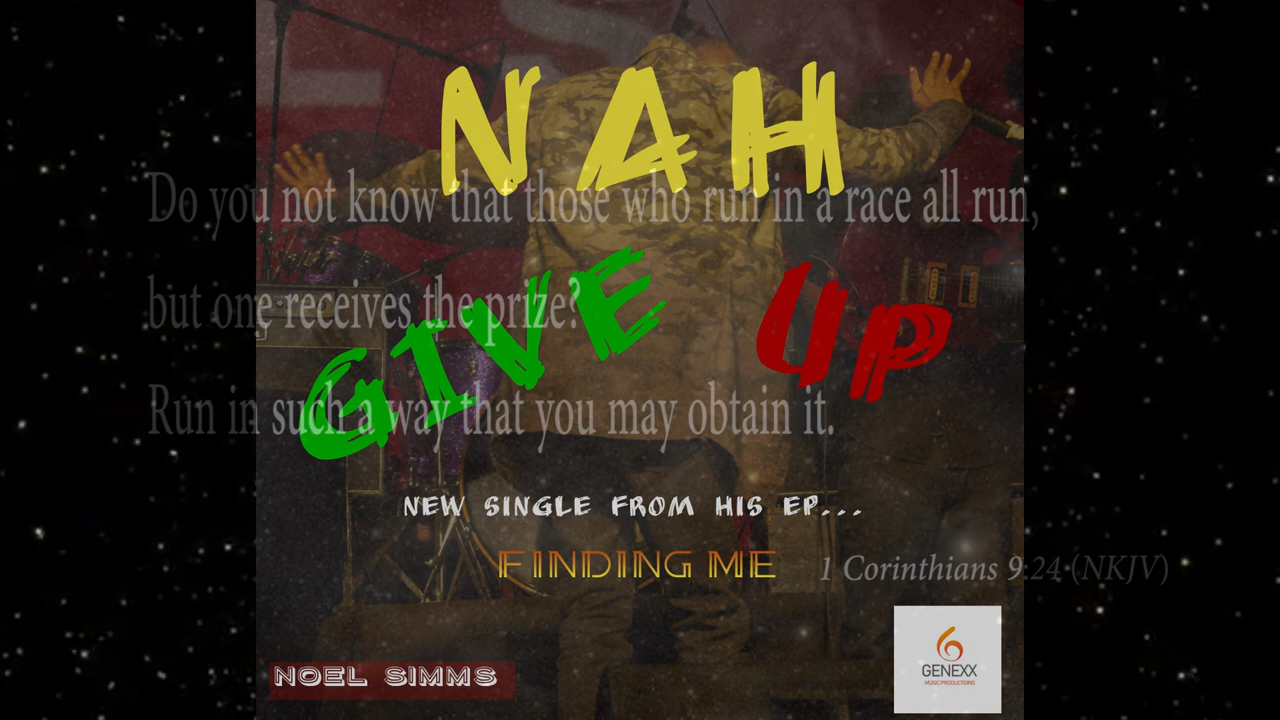 NAH
Do you not know that those who run in a race all run,
but one receives the prize?
GIVE UP
Run in such a way that you may obtain it.
NEW SINGLE FROM HIS EP...
FINDING ME
1 Corinthians 9:24 (NKJV)
NOEL SIMMS
GENEXX
MUSIC PRODUCTIONS